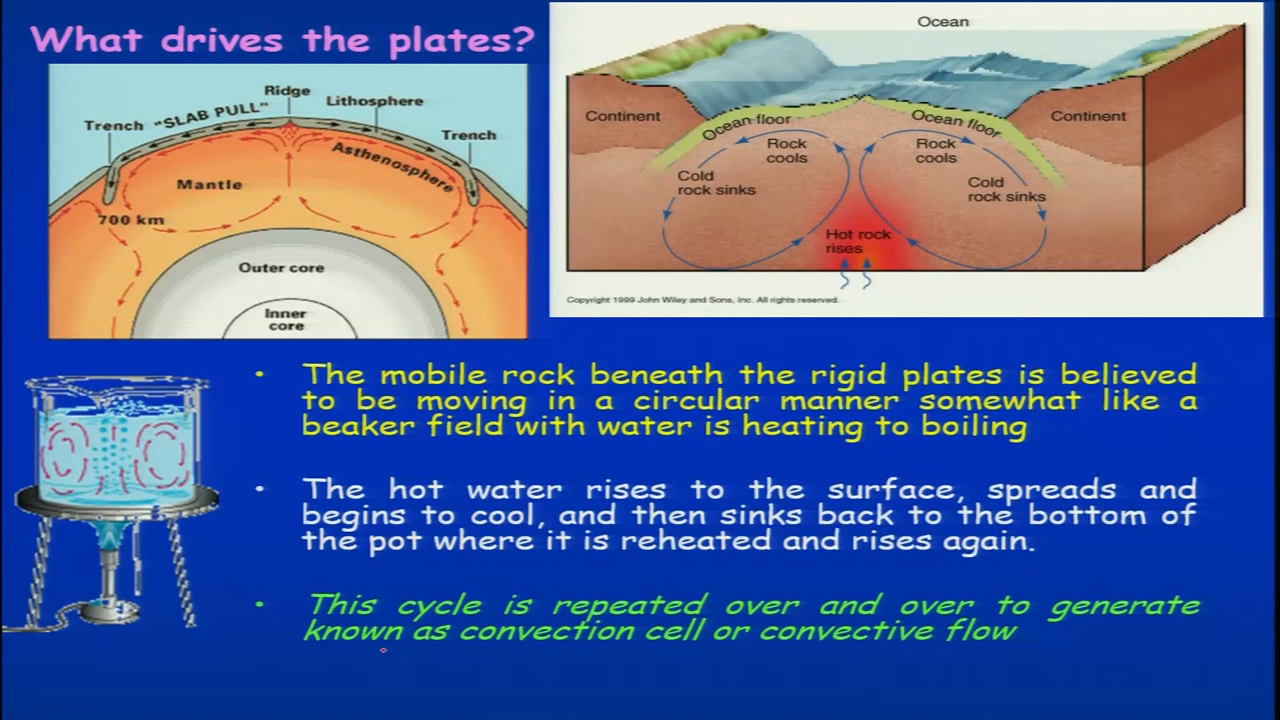 What drives the plates?
Ridge
"SLAB PULL"
Lithosphere
Trench
Trench
Asthenosphere
Mantle
700 km
Outer core
Inner
core
Ocean
Continent
Ocean floor
Ocean floor
Continent
Rock
cools
Rock
cools
Cold
rock sinks
Cold
rock sinks
Hot rock
rises
Copyright 1999 John Wiley and Sons, Inc. All rights reserved.
• The mobile rock beneath the rigid plates is believed
to be moving in a circular manner somewhat like a
beaker field with water is heating to boiling
• The hot water rises to the surface, spreads and
begins to cool, and then sinks back to the bottom of
the pot where it is reheated and rises again.
• This cycle is repeated over and over to generate
known as convection cell or convective flow